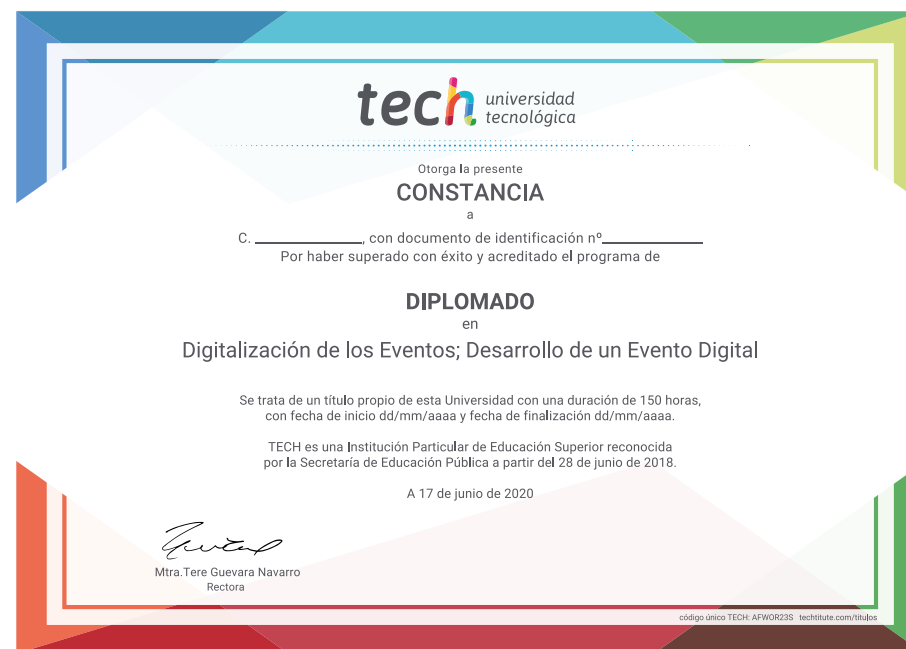 tech universidad
tecnológica
Otorga la presente
CONSTANCIA
a
C. ____________, con documento de identificación nº____________
Por haber superado con éxito y acreditado el programa de
DIPLOMADO
en
Digitalización de los Eventos; Desarrollo de un Evento Digital
Se trata de un título propio de esta Universidad con una duración de 150 horas,
con fecha de inicio dd/mm/aaaa y fecha de finalización dd/mm/aaaa.
TECH es una Institución Particular de Educación Superior reconocida
por la Secretaría de Educación Pública a partir del 28 de junio de 2018.
A 17 de junio de 2020
Mtra.Tere Guevara Navarro
Rectora
código único TECH: AFWOR23S techtitute.com/titulos